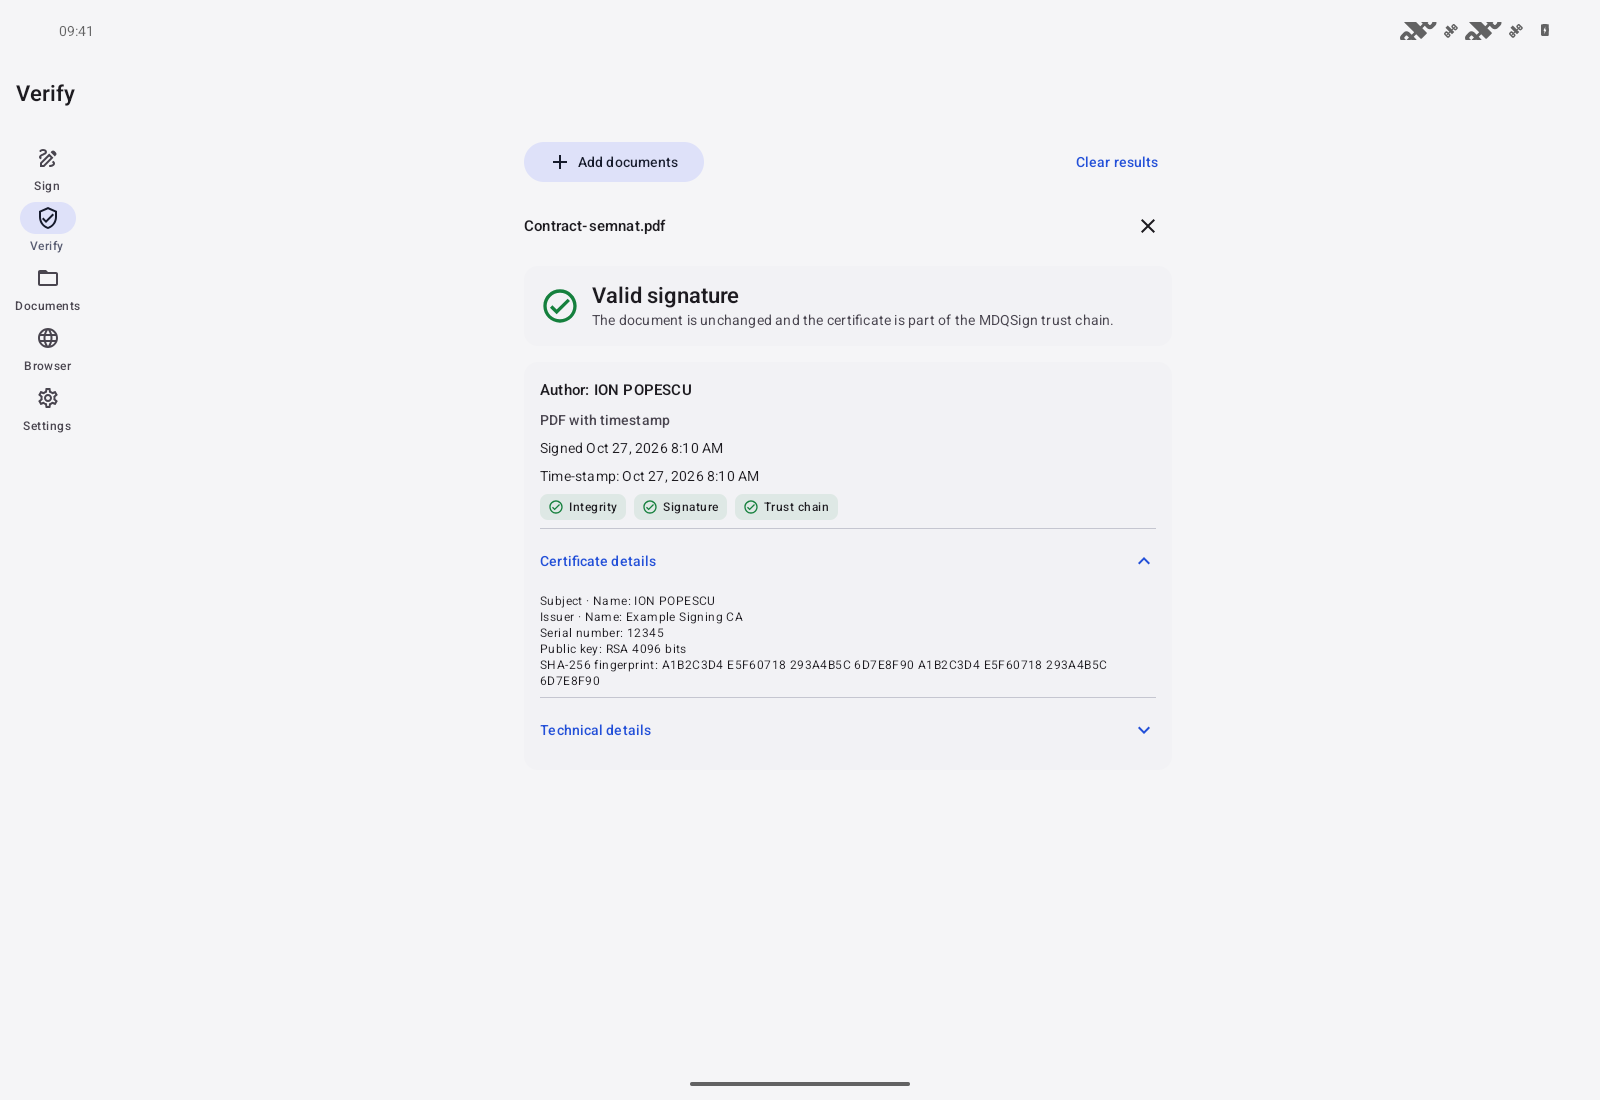 09:41
Verify
Sign
Verify
Documents
Browser
Settings
Add documents
Clear results
Contract-semnat.pdf
Valid signature
The document is unchanged and the certificate is part of the MDQSign trust chain.
Author: ION POPESCU
PDF with timestamp
Signed Oct 27, 2026 8:10 AM
Time-stamp: Oct 27, 2026 8:10 AM
Integrity
Signature
Trust chain
Certificate details
Subject · Name: ION POPESCU
Issuer · Name: Example Signing CA
Serial number: 12345
Public key: RSA 4096 bits
SHA-256 fingerprint: A1B2C3D4 E5F60718 293A4B5C 6D7E8F90 A1B2C3D4 E5F60718 293A4B5C
6D7E8F90
Technical details